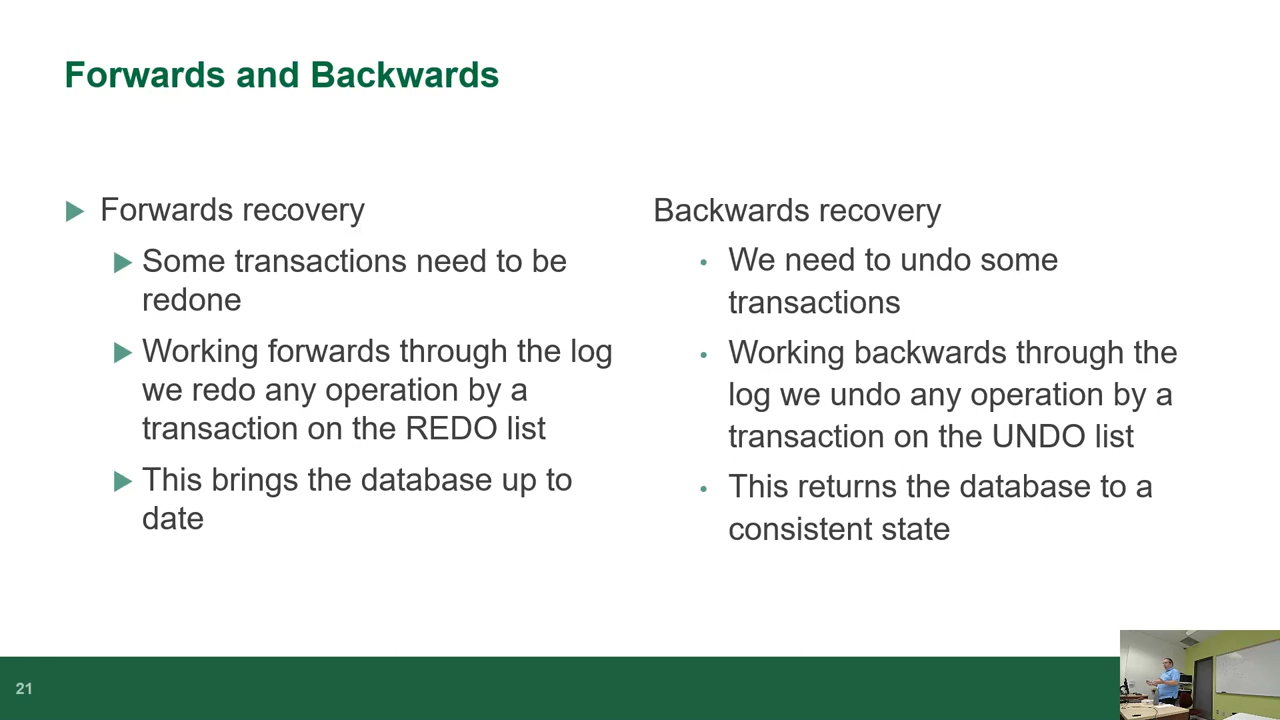 Forwards and Backwards
Forwards recovery
Some transactions need to be
redone
Working forwards through the log
we redo any operation by a
transaction on the REDO list
This brings the database up to
date
Backwards recovery
We need to undo some
transactions
Working backwards through the
log we undo any operation by a
transaction on the UNDO list
This returns the database to a
consistent state
21